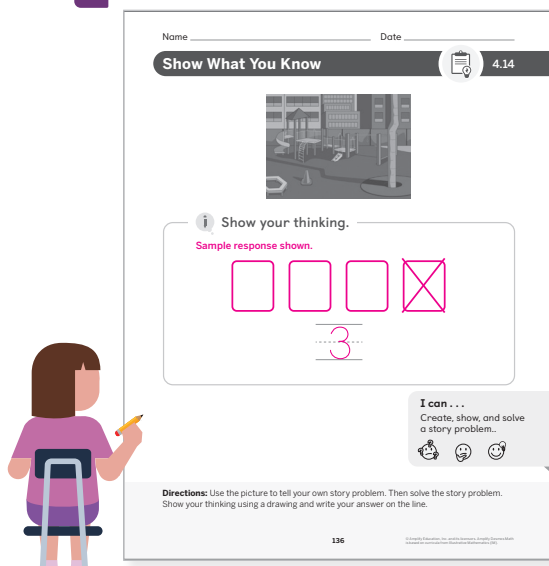 Name Date
Show What You Know 4.14
Show your thinking.
Sample response shown.
3
I can . . .
Create, show, and solve
a story problem..
Directions: Use the picture to tell your own story problem. Then solve the story problem.
Show your thinking using a drawing and write your answer on the line.
136